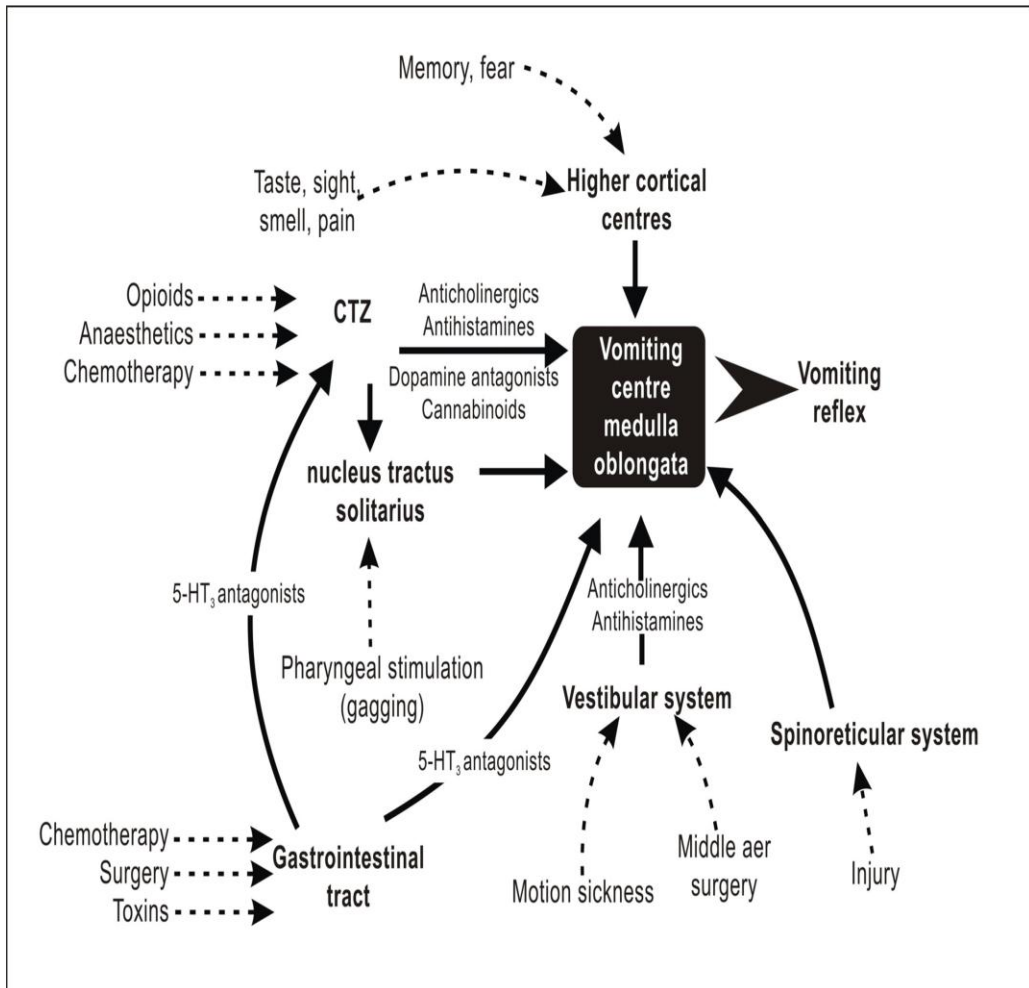 Memory, fear
Taste, sight,
smell, pain
Higher cortical
centres
Opioids
Anaesthetics
Chemotherapy
CTZ
Anticholinergics
Antihistamines
Dopamine antagonists
Cannabinoids
Vomiting
centre
medulla
oblongata
Vomiting
reflex
nucleus tractus
solitarius
5-HT₃ antagonists
Anticholinergics
Antihistamines
Pharyngeal stimulation
(gagging)
Vestibular system
Spinoreticular system
5-HT₃ antagonists
Chemotherapy
Surgery
Toxins
Gastrointestinal
tract
Motion sickness
Middle aer
surgery
Injury